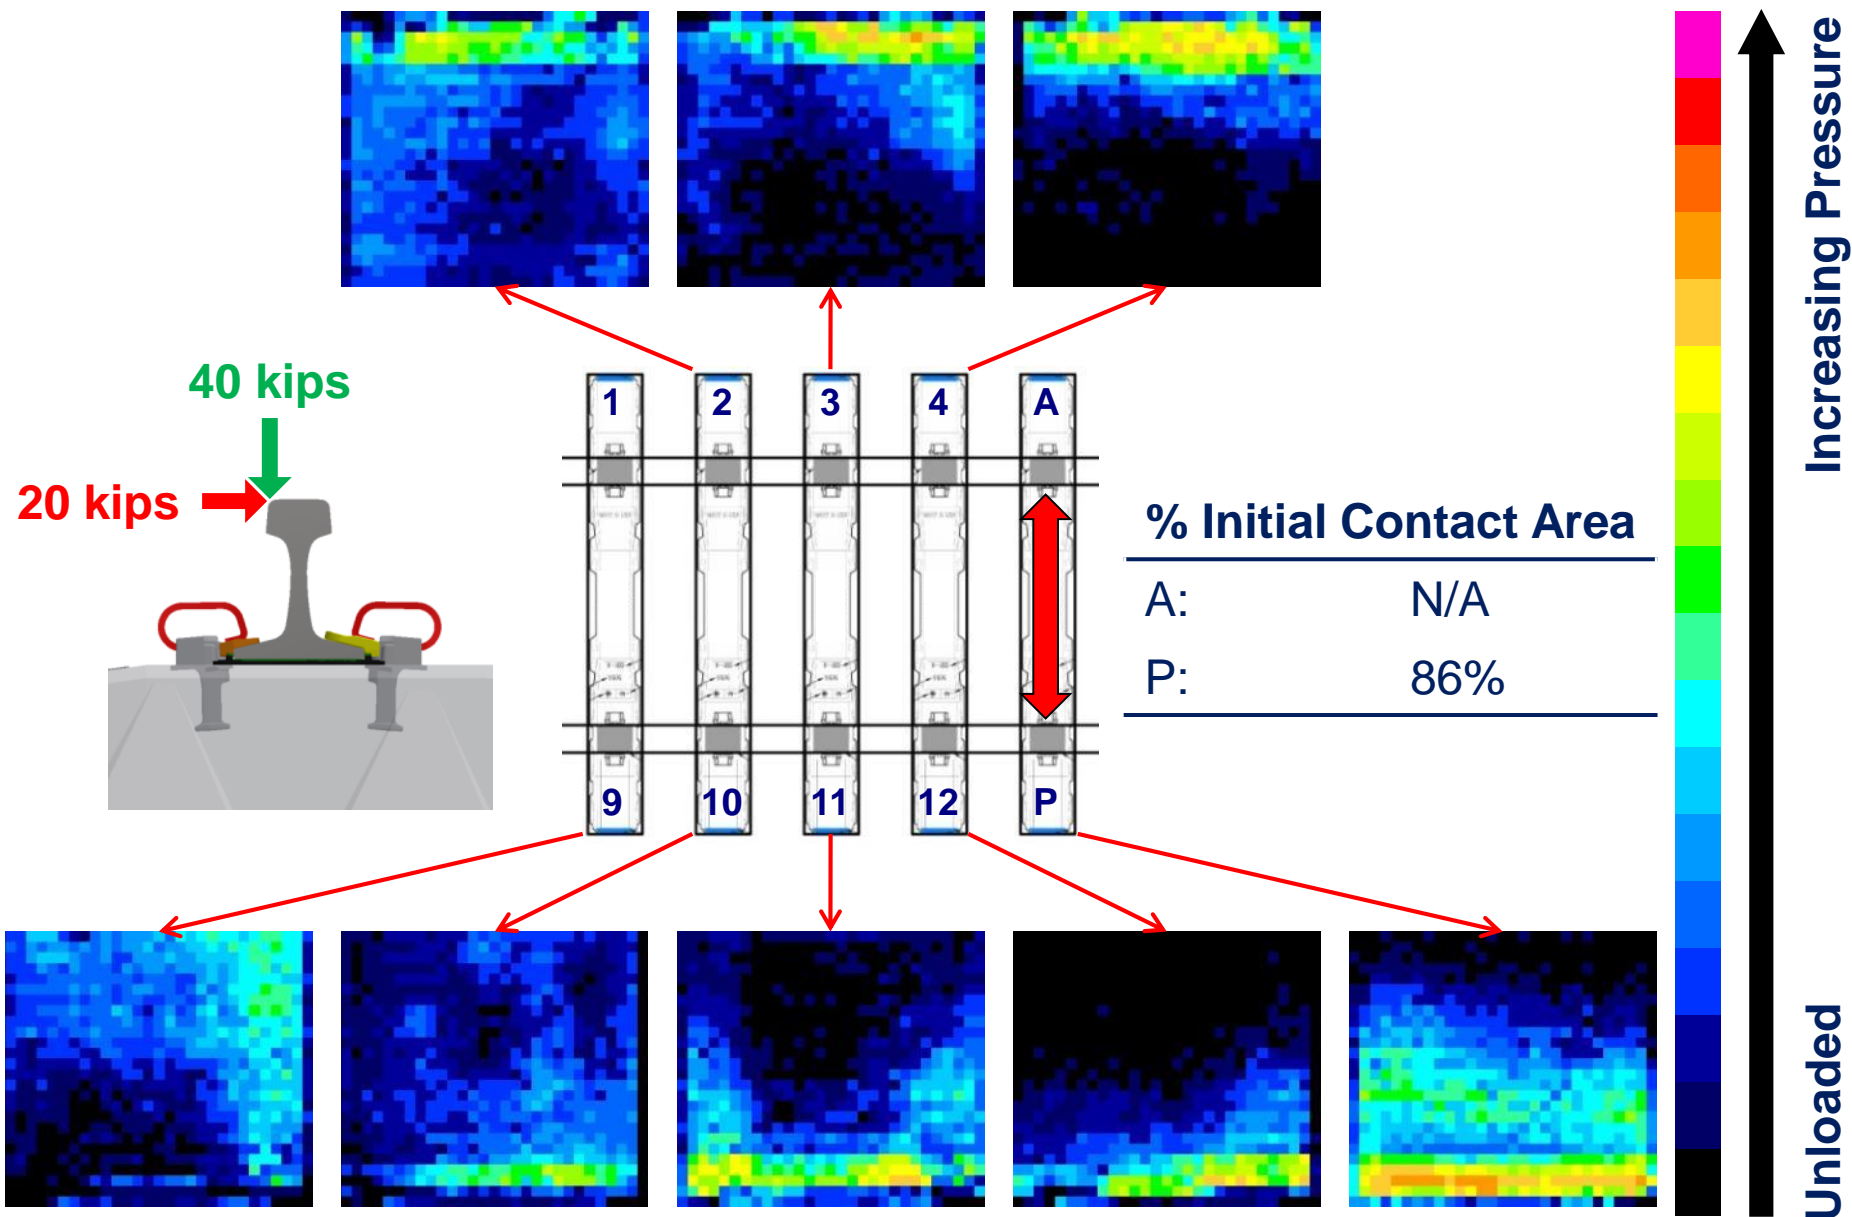 40 kips
20 kips
1 2 3 4 A
9 10 11 12 P
% Initial Contact Area
A: N/A
P: 86%
Increasing Pressure
Unloaded